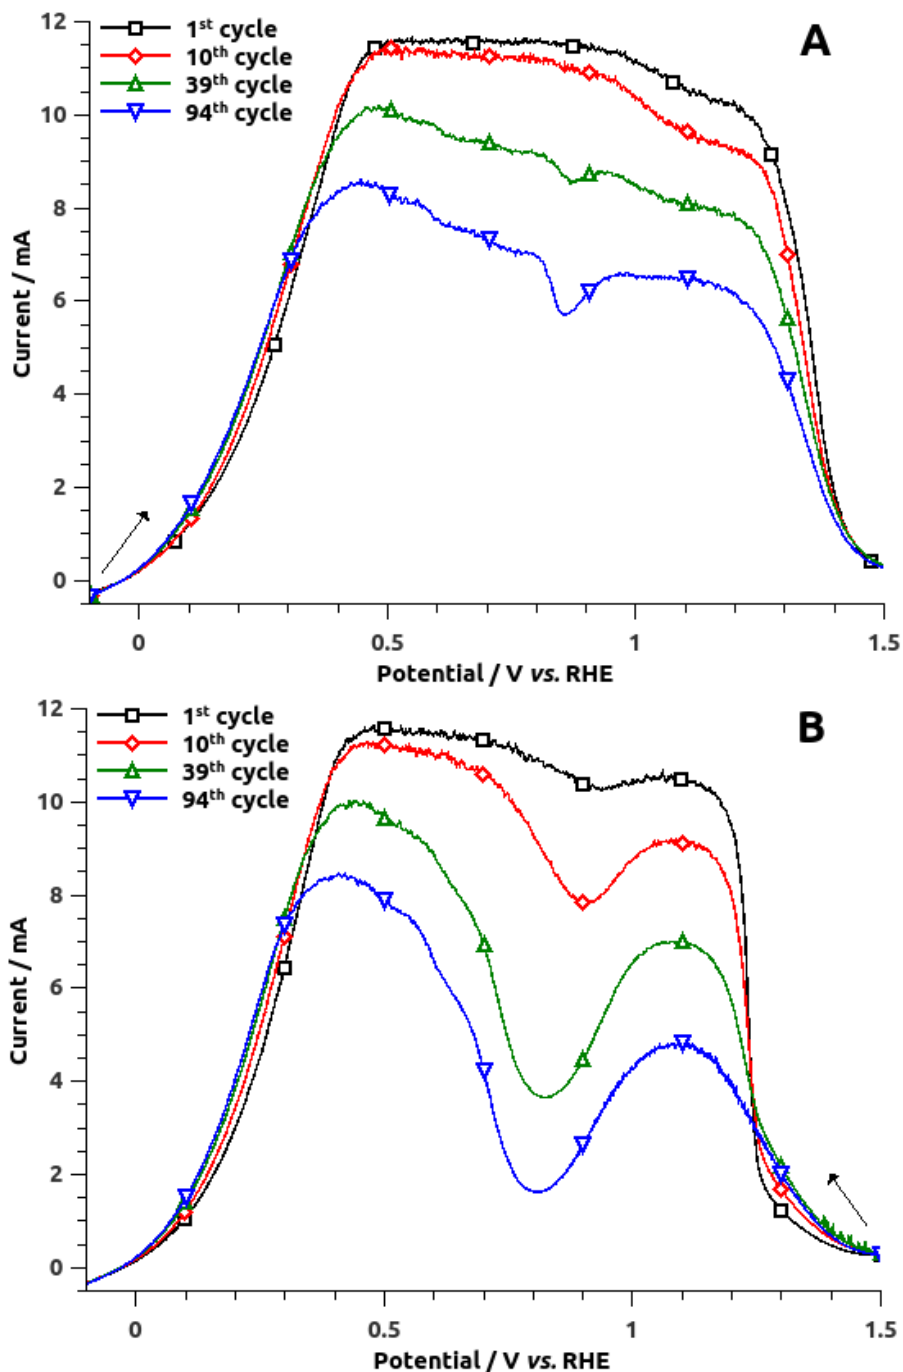 A
1st cycle
10th cycle
39th cycle
94th cycle
12
10
8
6
4
2
0
Current / mA
0 0.5 1 1.5
Potential / V vs. RHE
B
1st cycle
10th cycle
39th cycle
94th cycle
12
10
8
6
4
2
0
Current / mA
0 0.5 1 1.5
Potential / V vs. RHE